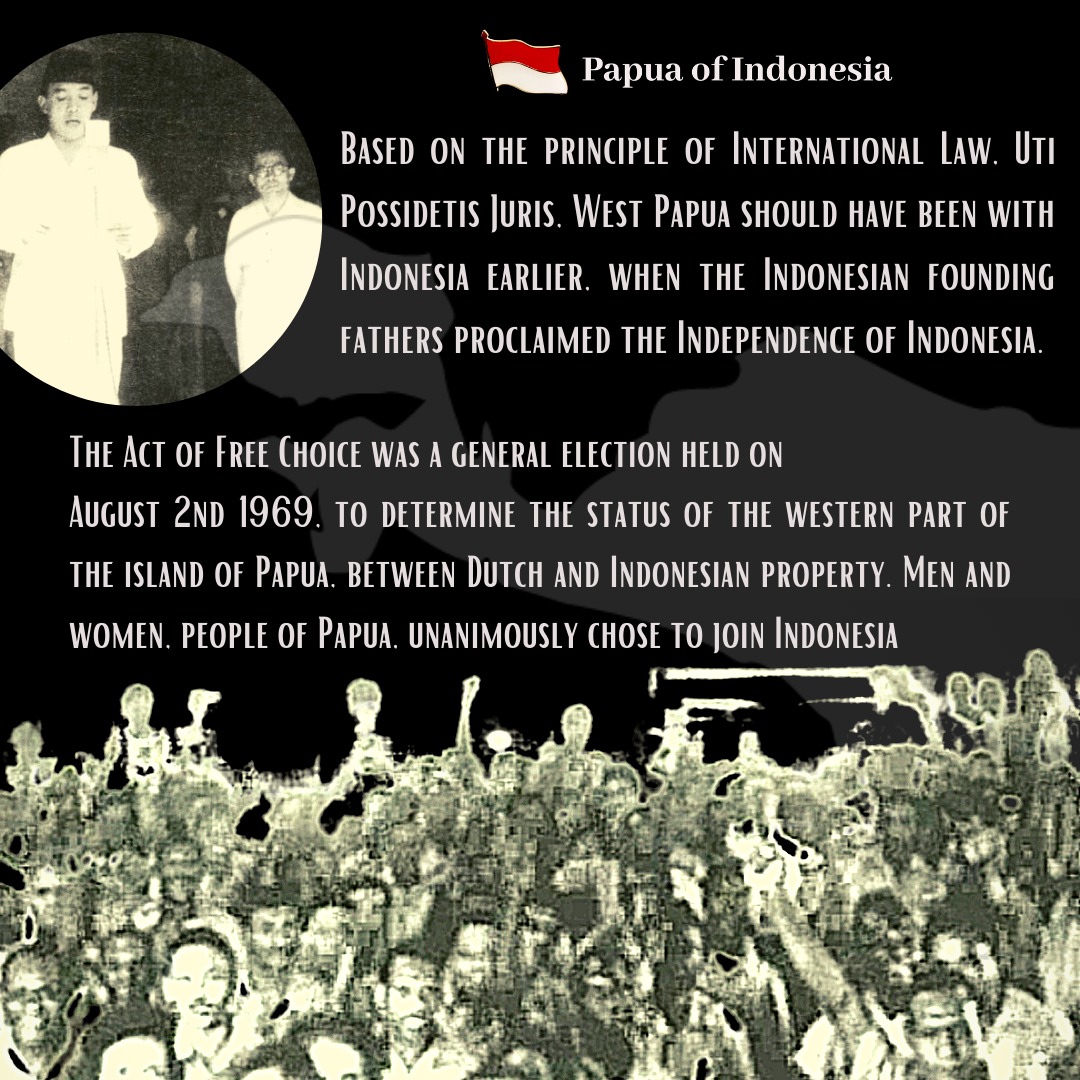 Papua of Indonesia
Based on the principle of International Law, Uti
Possidetis Juris, West Papua should have been with
Indonesia earlier, when the Indonesian founding
fathers proclaimed the Independence of Indonesia.
The Act of Free Choice was a general election held on
August 2nd 1969, to determine the status of the western part of
the island of Papua, between Dutch and Indonesian property. Men and
women, people of Papua, unanimously chose to join Indonesia